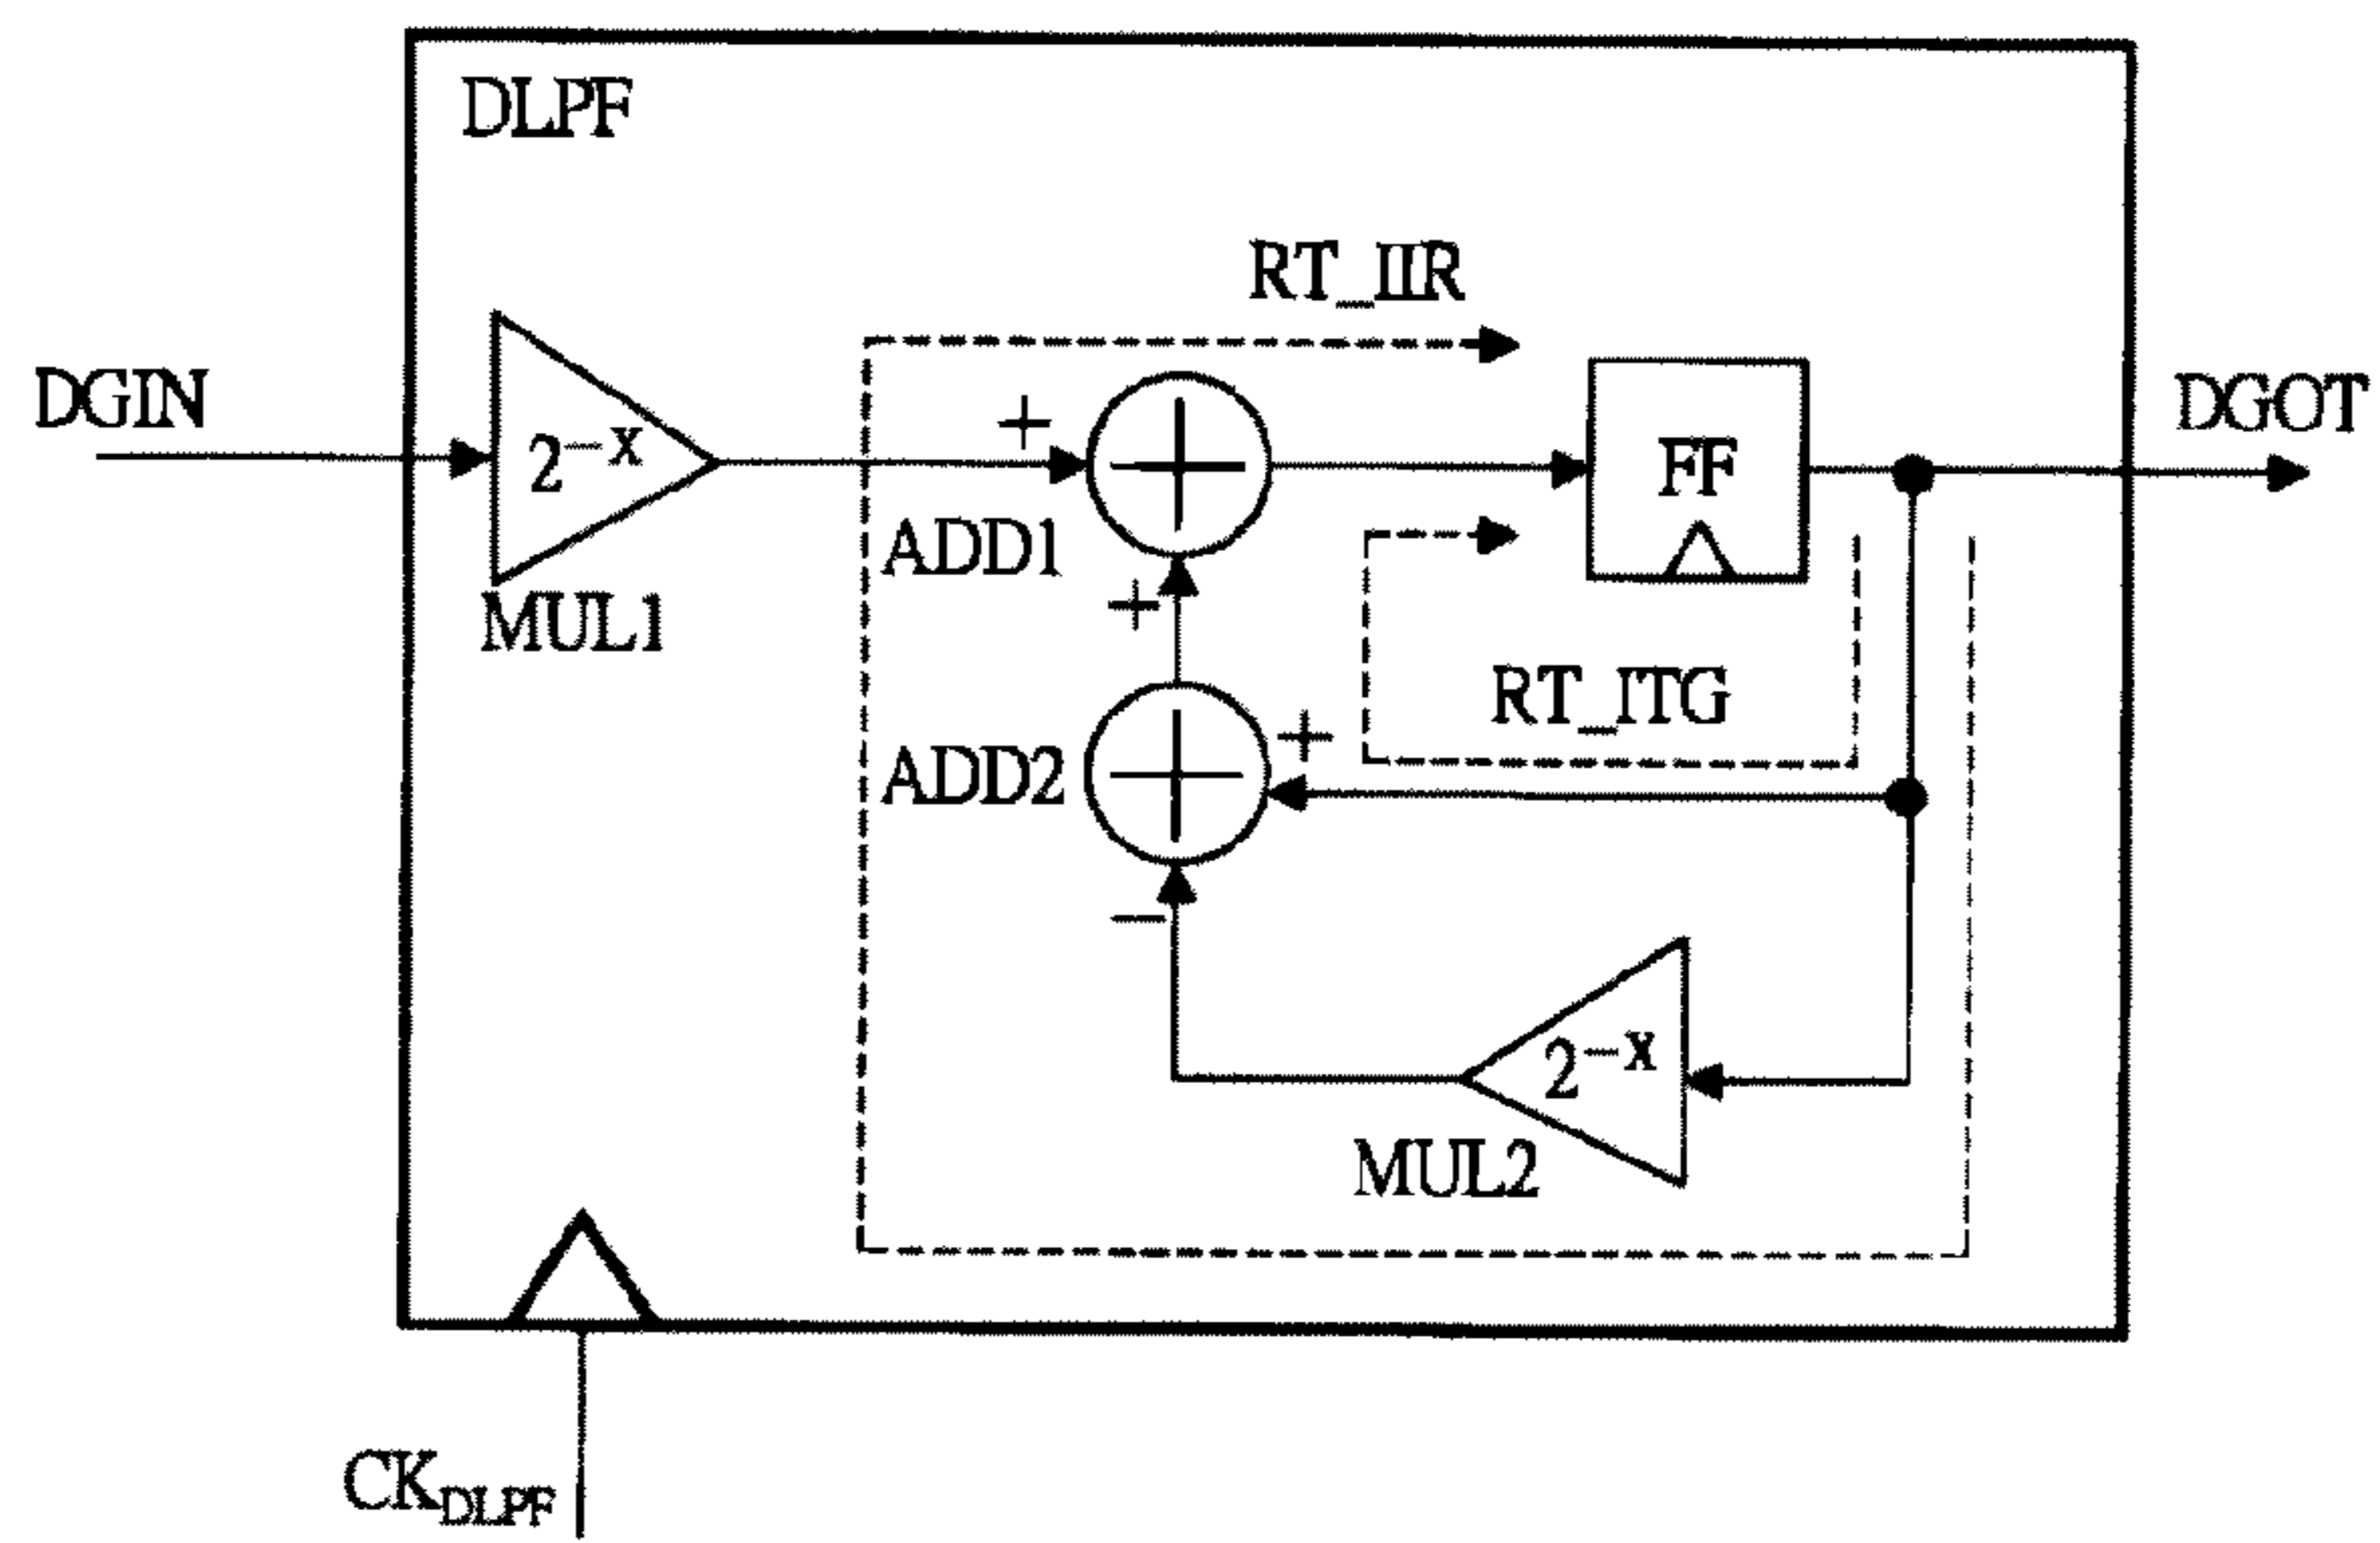 DLPF
RT_IIR
DGIN
DGOT
2^-x
+
FF
ADD1
MUL1
+
RT_ITG
+
ADD2
−
2^-x
MUL2
CK_DLPF